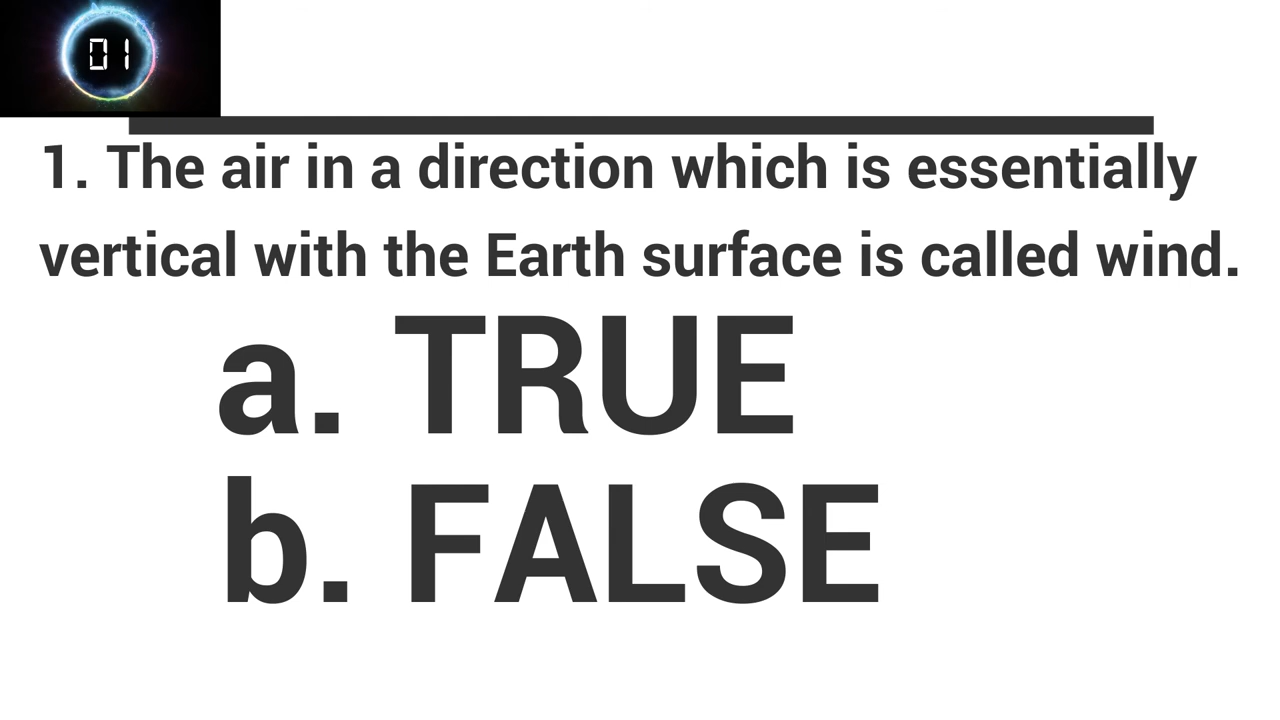 01
1. The air in a direction which is essentially
vertical with the Earth surface is called wind.
a. TRUE
b. FALSE